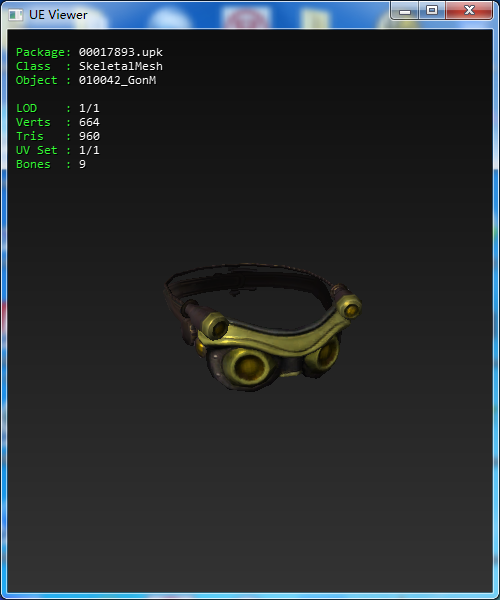 UE Viewer
Package: 00017893.upk
Class : SkeletalMesh
Object : 010042_GonM
LOD : 1/1
Verts : 664
Tris : 960
UV Set : 1/1
Bones : 9